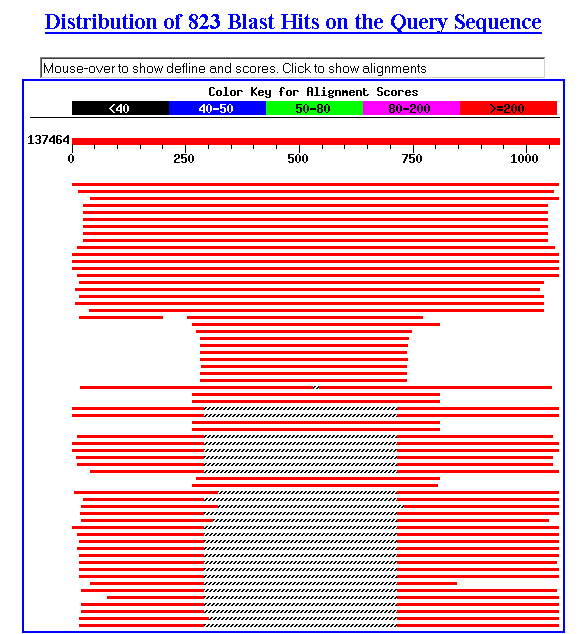 Distribution of 823 Blast Hits on the Query Sequence
Mouse-over to show defline and scores. Click to show alignments
Color Key for Alignment Scores
<40 40-50 50-80 80-200 >=200
137464
0 250 500 750 1000